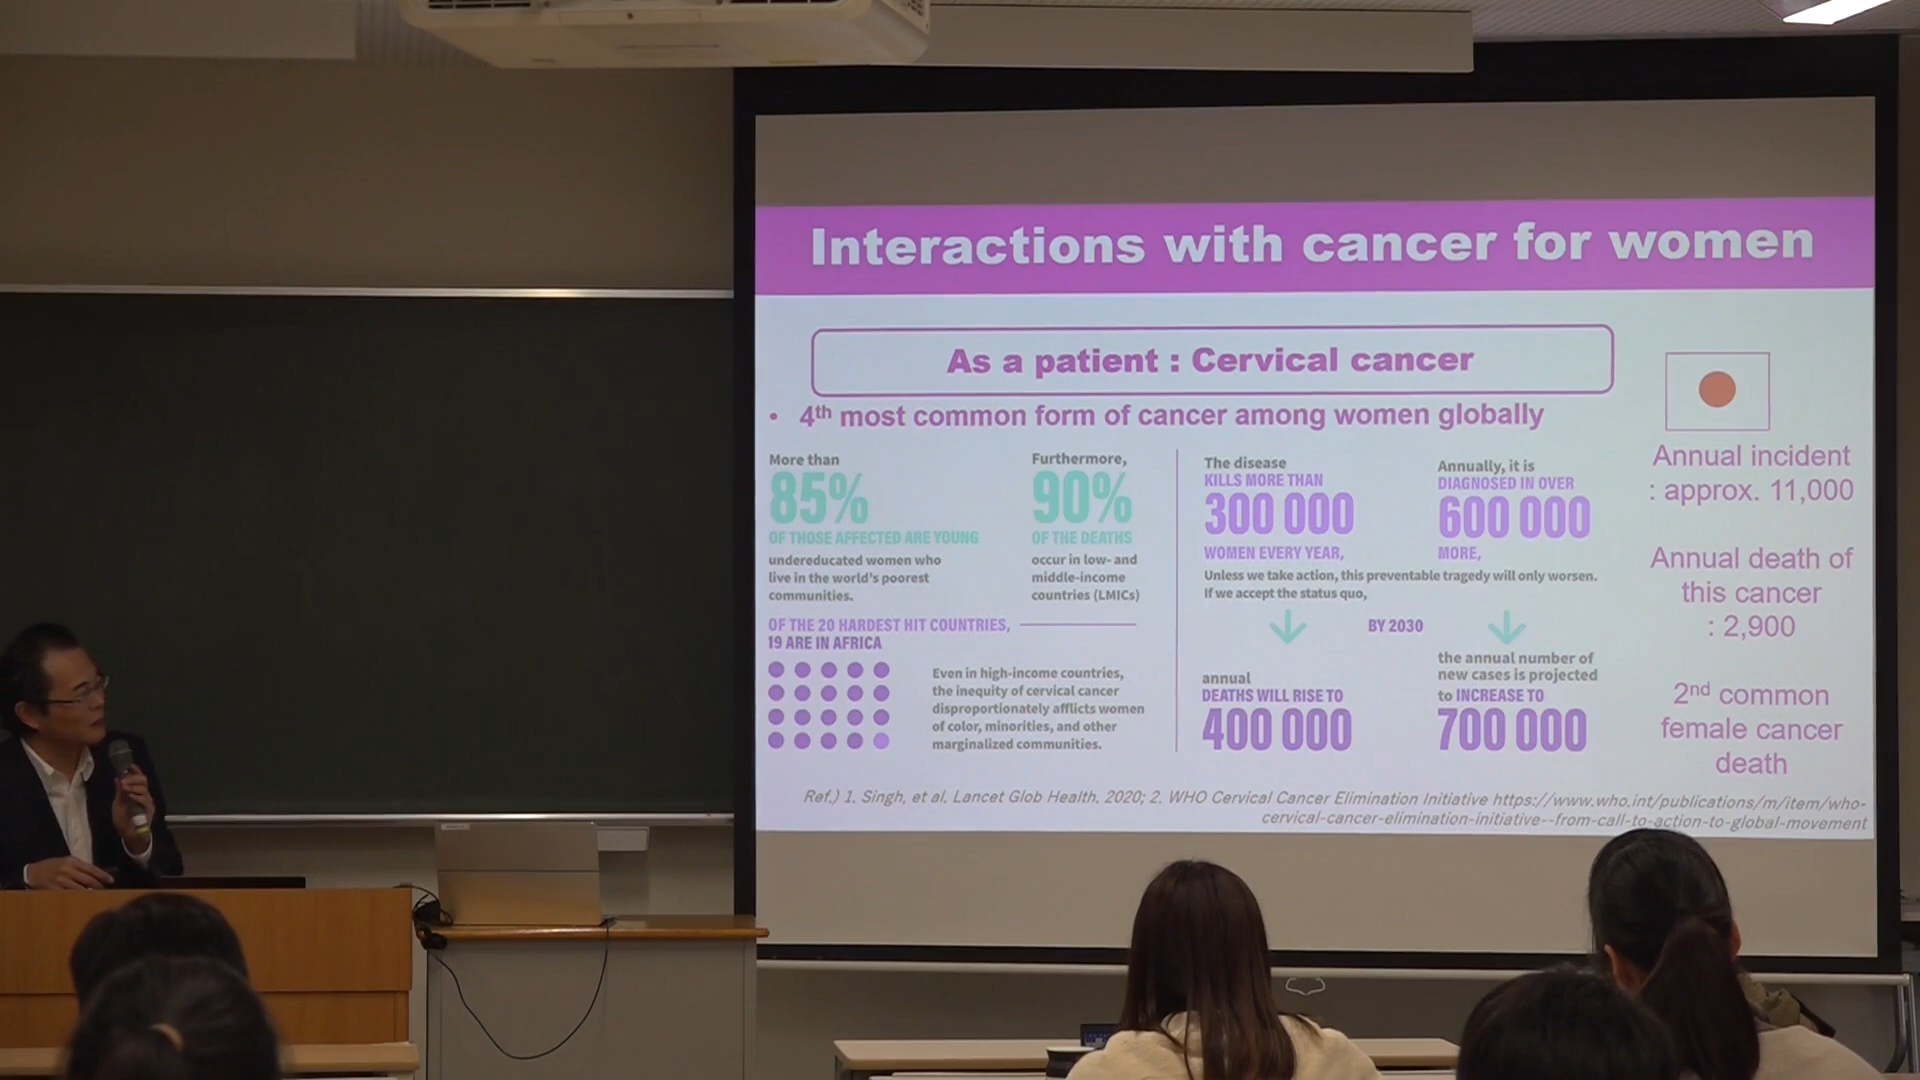 Interactions with cancer for women
As a patient : Cervical cancer
• 4th most common form of cancer among women globally
More than
85%
OF THOSE AFFECTED ARE YOUNG
undereducated women who
live in the world's poorest
communities.
Furthermore,
90%
OF THE DEATHS
occur in low- and
middle-income
countries (LMICs)
OF THE 20 HARDEST HIT COUNTRIES,
19 ARE IN AFRICA
Even in high-income countries,
the inequity of cervical cancer
disproportionately afflicts women
of color, minorities, and other
marginalized communities.
The disease
KILLS MORE THAN
300 000
WOMEN EVERY YEAR,
Annually, it is
DIAGNOSED IN OVER
600 000
MORE,
Unless we take action, this preventable tragedy will only worsen.
If we accept the status quo,
BY 2030
annual
DEATHS WILL RISE TO
400 000
the annual number of
new cases is projected
to INCREASE TO
700 000
Annual incident
: approx. 11,000
Annual death of
this cancer
: 2,900
2nd common
female cancer
death
Ref.) 1. Singh, et al. Lancet Glob Health. 2020; 2. WHO Cervical Cancer Elimination Initiative https://www.who.int/publications/m/item/who-
cervical-cancer-elimination-initiative--from-call-to-action-to-global-movement